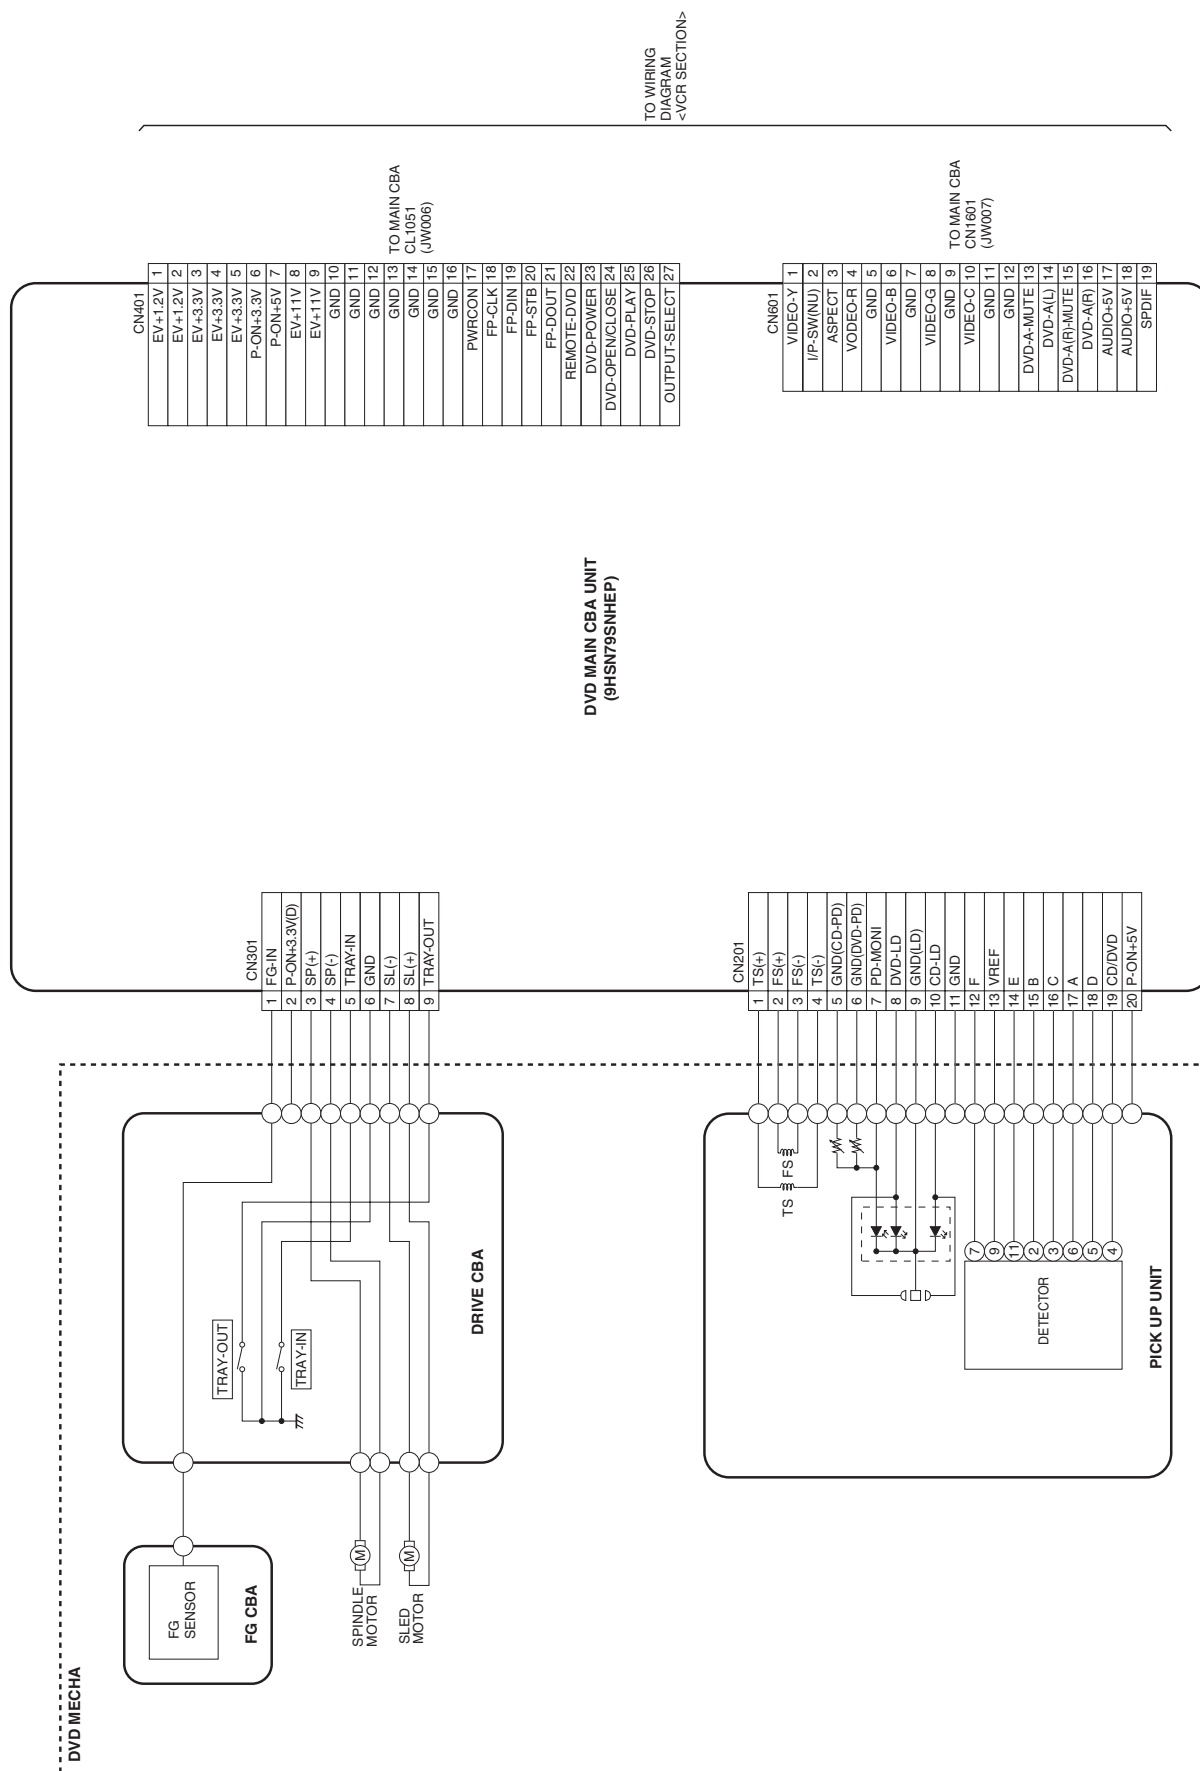 TO WIRING
DIAGRAM
<VCR SECTION>
CN401
EV+1.2V 1
EV+1.2V 2
EV+3.3V 3
EV+3.3V 4
EV+3.3V 5
P-ON+3.3V 6
P-ON+5V 7
EV+11V 8
EV+11V 9
GND 10
GND 11
GND 12
GND 13
GND 14
GND 15
GND 16
PWRCON 17
FP-CLK 18
FP-DIN 19
FP-STB 20
FP-DOUT 21
REMOTE-DVD 22
DVD-POWER 23
DVD-OPEN/CLOSE 24
DVD-PLAY 25
DVD-STOP 26
OUTPUT-SELECT 27
TO MAIN CBA
CL1051
(JW006)
CN601
VIDEO-Y 1
I/P-SW(NU) 2
ASPECT 3
VODEO-R 4
GND 5
VIDEO-B 6
GND 7
VIDEO-G 8
GND 9
VIDEO-C 10
GND 11
GND 12
DVD-A-MUTE 13
DVD-A(L) 14
DVD-A(R)-MUTE 15
DVD-A(R) 16
AUDIO+5V 17
AUDIO+5V 18
SPDIF 19
TO MAIN CBA
CN1601
(JW007)
DVD MAIN CBA UNIT
(9HSN79SNHEP)
CN301
1 FG-IN
2 P-ON+3.3V(D)
3 SP(+)
4 SP(-)
5 TRAY-IN
6 GND
7 SL(-)
8 SL(+)
9 TRAY-OUT
CN201
1 TS(+)
2 FS(+)
3 FS(-)
4 TS(-)
5 GND(CD-PD)
6 GND(DVD-PD)
7 PD-MONI
8 DVD-LD
9 GND(LD)
10 CD-LD
11 GND
12 F
13 VREF
14 E
15 B
16 C
17 A
18 D
19 CD/DVD
20 P-ON+5V
DVD MECHA
TRAY-OUT
TRAY-IN
DRIVE CBA
FG
SENSOR
FG CBA
M
SPINDLE
MOTOR
M
SLED
MOTOR
TS
FS
7
9
11
2
3
6
5
4
DETECTOR
PICK UP UNIT